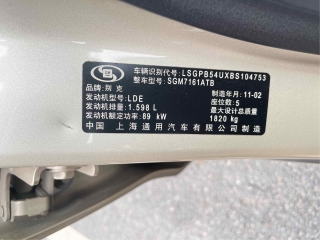 车辆识别代号: LSGPB54UXBS104753
整车型号: SGM7161ATB
品牌: 别克 制造年月: 11-02
发动机型号: LDE 座位数: 5
发动机排量: 1.598 L 最大设计总质量
发动机额定功率: 89 kW 1820 kg
中国 上海通用汽车有限公司制造